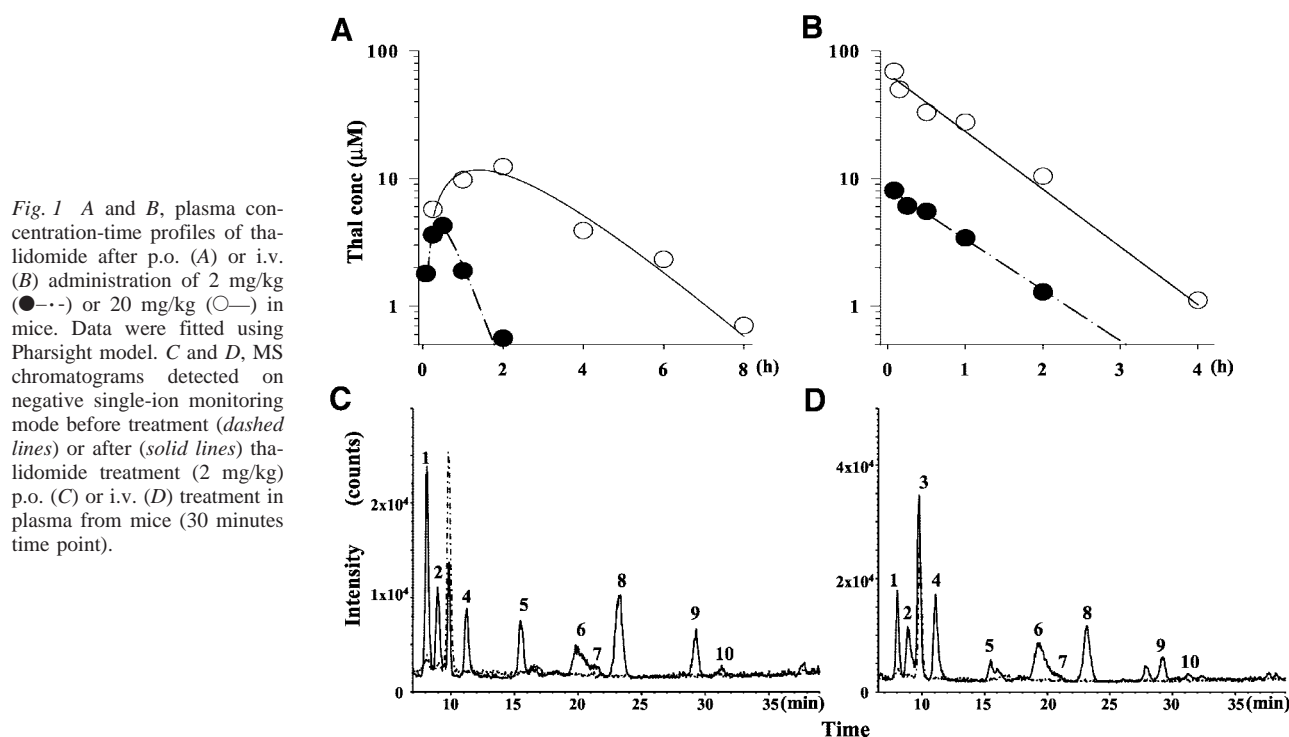 Fig. 1 A and B, plasma con-
centration-time profiles of tha-
lidomide after p.o. (A) or i.v.
(B) administration of 2 mg/kg
(●–·-) or 20 mg/kg (○—) in
mice. Data were fitted using
Pharsight model. C and D, MS
chromatograms detected on
negative single-ion monitoring
mode before treatment (dashed
lines) or after (solid lines) tha-
lidomide treatment (2 mg/kg)
p.o. (C) or i.v. (D) treatment in
plasma from mice (30 minutes
time point).
A
Thal conc (μM)
100
10
1
0 2 4 6 8 (h)
B
100
10
1
0 1 2 3 4 (h)
C
Intensity (counts)
2x10⁴
1x10⁴
0
1 2 4 5 6 7 8 9 10
10 15 20 25 30 35 (min)
D
4x10⁴
2x10⁴
0
1 2 3 4 5 6 7 8 9 10
10 15 20 25 30 35 (min)
Time